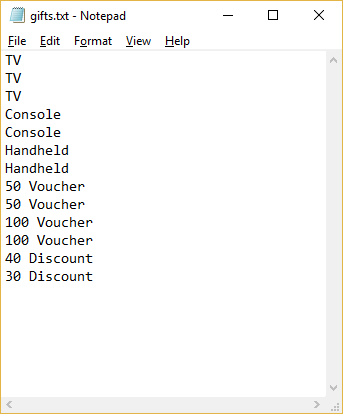 gifts.txt - Notepad
File Edit Format View Help
TV
TV
TV
Console
Console
Handheld
Handheld
50 Voucher
50 Voucher
100 Voucher
100 Voucher
40 Discount
30 Discount